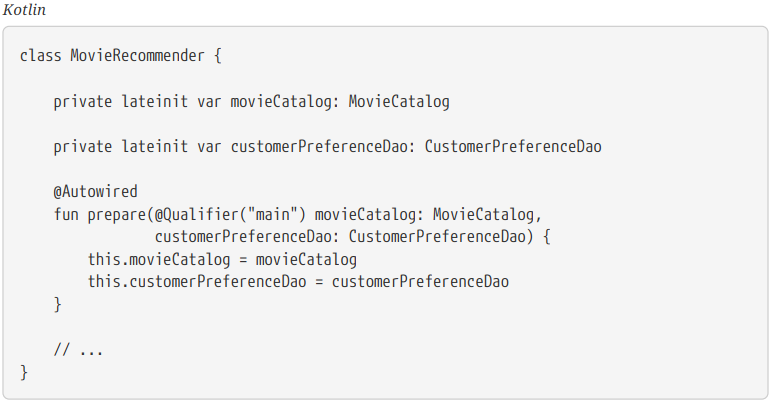 Kotlin
class MovieRecommender {
    private lateinit var movieCatalog: MovieCatalog
    private lateinit var customerPreferenceDao: CustomerPreferenceDao
    @Autowired
    fun prepare(@Qualifier("main") movieCatalog: MovieCatalog,
                customerPreferenceDao: CustomerPreferenceDao) {
        this.movieCatalog = movieCatalog
        this.customerPreferenceDao = customerPreferenceDao
    }
    // ...
}